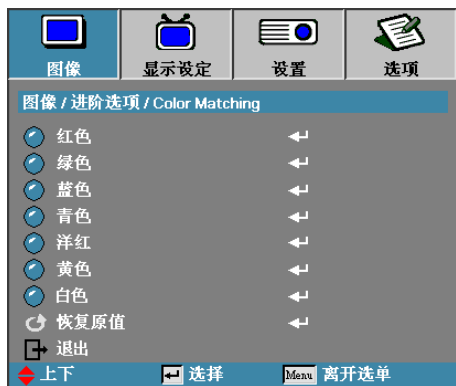 图像 显示设定 设置 选项
图像 / 进阶选项 / Color Matching
红色
绿色
蓝色
青色
洋红
黄色
白色
恢复原值
退出
上下 选择 Menu 离开选单